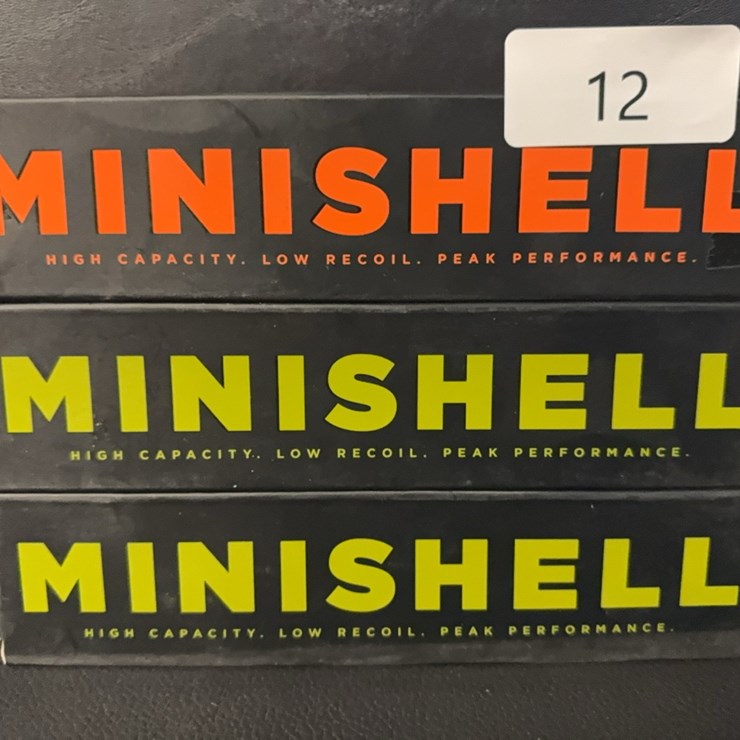 12
MINISHELL
HIGH CAPACITY. LOW RECOIL. PEAK PERFORMANCE.
MINISHELL
HIGH CAPACITY. LOW RECOIL. PEAK PERFORMANCE.
MINISHELL
HIGH CAPACITY. LOW RECOIL. PEAK PERFORMANCE.